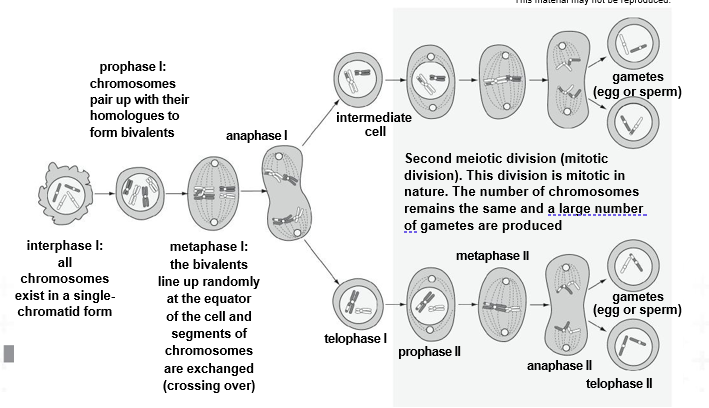 This material may not be reproduced.
prophase I:
chromosomes
pair up with their
homologues to
form bivalents
anaphase I
intermediate
cell
gametes
(egg or sperm)
Second meiotic division (mitotic
division). This division is mitotic in
nature. The number of chromosomes
remains the same and a large number
of gametes are produced
interphase I:
all
chromosomes
exist in a single-
chromatid form
metaphase I:
the bivalents
line up randomly
at the equator
of the cell and
segments of
chromosomes
are exchanged
(crossing over)
telophase I
metaphase II
prophase II
anaphase II
gametes
(egg or sperm)
telophase II